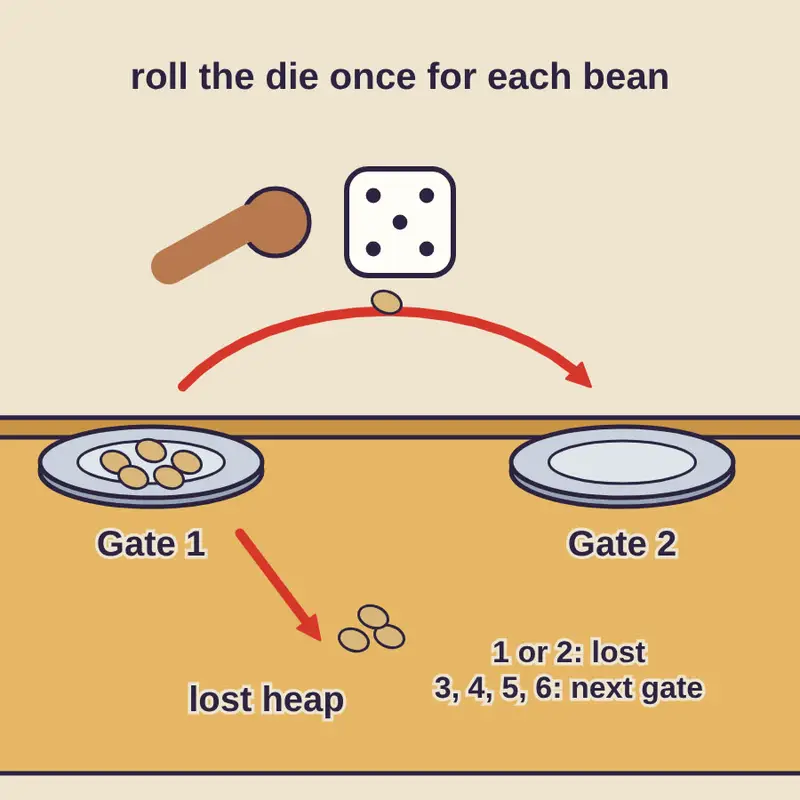 roll the die once for each bean
Gate 1
Gate 2
1 or 2: lost
3, 4, 5, 6: next gate
lost heap